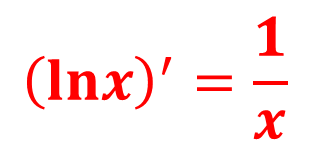 (lnx)′ = 1/x